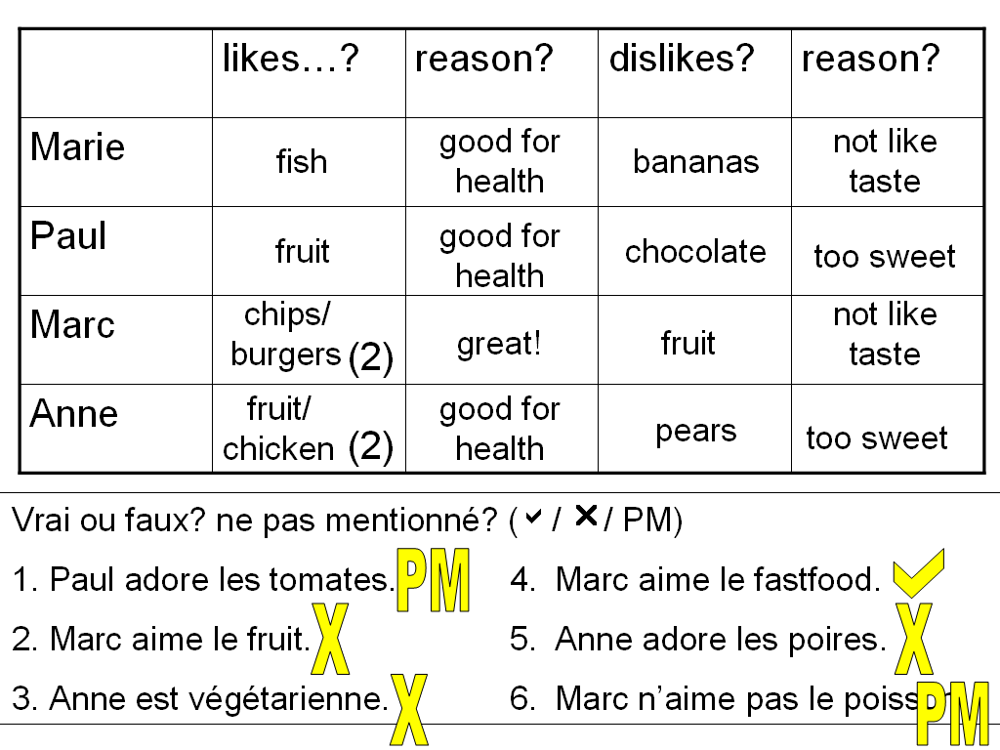 likes…? reason? dislikes? reason?
Marie fish good for health bananas not like taste
Paul fruit good for health chocolate too sweet
Marc chips/ burgers (2) great! fruit not like taste
Anne fruit/ chicken (2) good for health pears too sweet
Vrai ou faux? ne pas mentionné? (✓/ ✕/ PM)
1. Paul adore les tomates. PM
2. Marc aime le fruit. X
3. Anne est végétarienne. X
4. Marc aime le fastfood. ✓
5. Anne adore les poires. X
6. Marc n’aime pas le PM